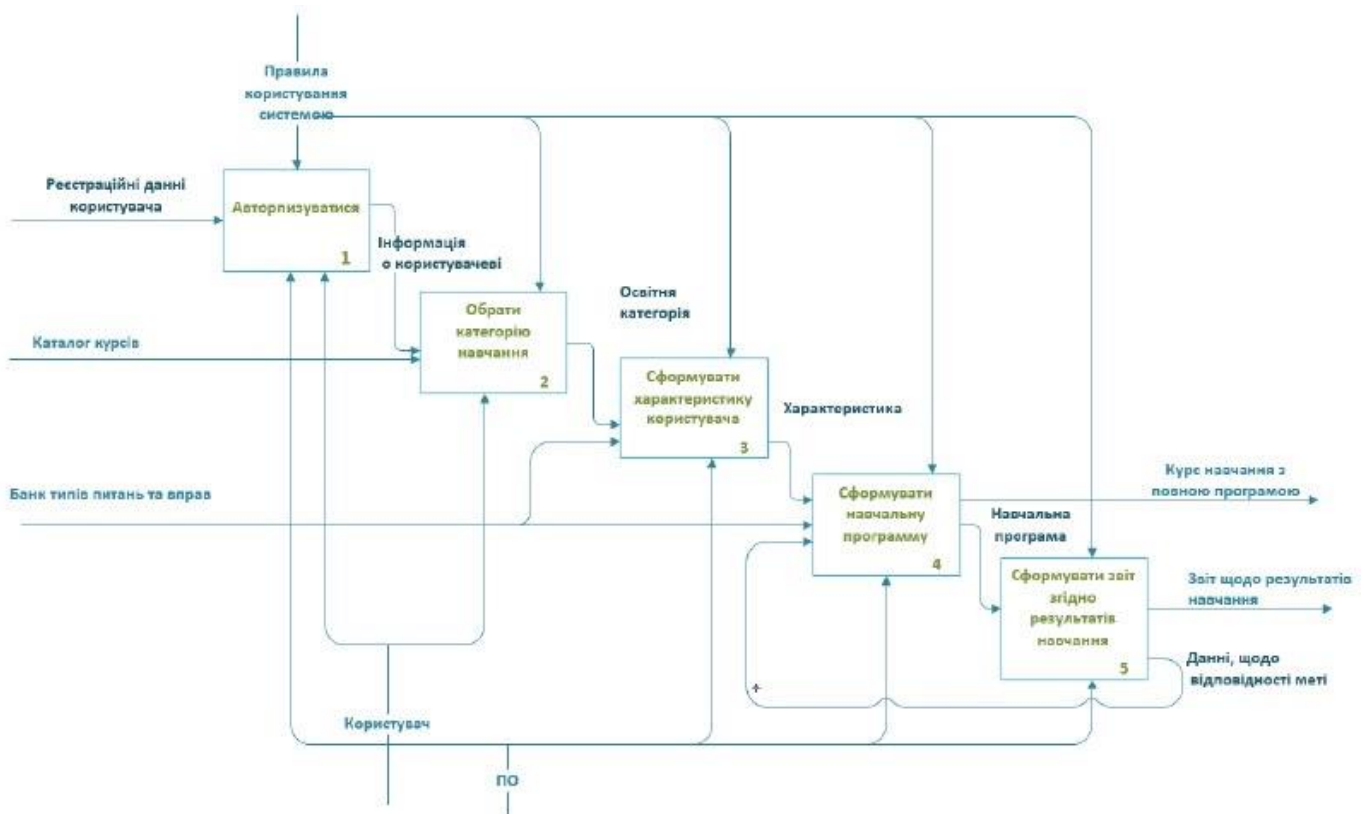 Правила
користування
системою
Реєстраційні данні
користувача
Авторпизуватися
1
Інформація
о користувачеві
Каталог курсів
Обрати
категорію
навчання
2
Освітня
категорія
Сформувати
характеристику
користувача
3
Характеристика
Банк типів питань та вправ
Сформувати
навчальну
программу
4
Курс навчання з
повною програмою
Навчальна
програма
Сформувати звіт
згідно
результатів
навчання
5
Звіт щодо результатів
навчання
Данні, щодо
відповідності меті
Користувач
ПО